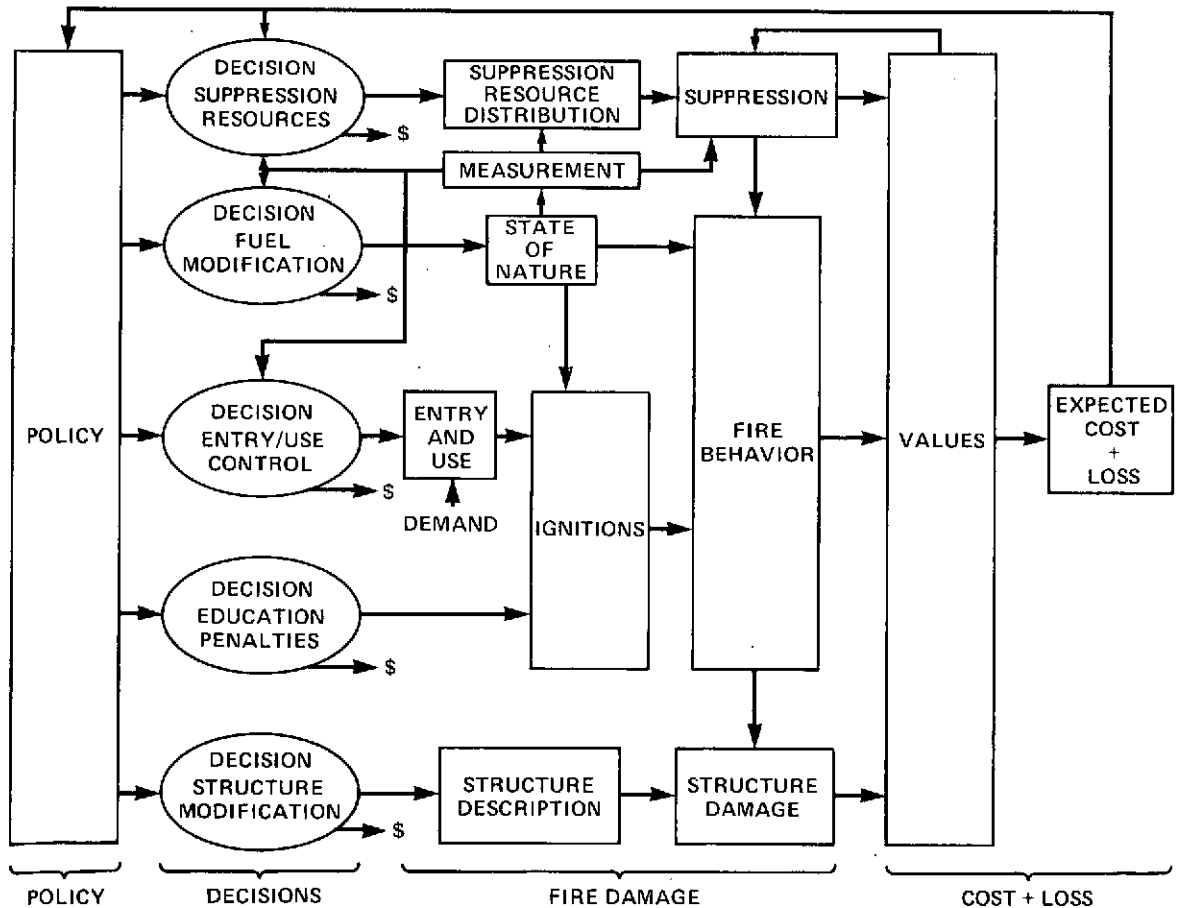 POLICY
DECISION
SUPPRESSION
RESOURCES
$
SUPPRESSION
RESOURCE
DISTRIBUTION
SUPPRESSION
MEASUREMENT
DECISION
FUEL
MODIFICATION
$
STATE
OF
NATURE
DECISION
ENTRY/USE
CONTROL
$
ENTRY
AND
USE
DEMAND
IGNITIONS
FIRE
BEHAVIOR
VALUES
EXPECTED
COST
+
LOSS
DECISION
EDUCATION
PENALTIES
$
DECISION
STRUCTURE
MODIFICATION
$
STRUCTURE
DESCRIPTION
STRUCTURE
DAMAGE
POLICY
DECISIONS
FIRE DAMAGE
COST + LOSS